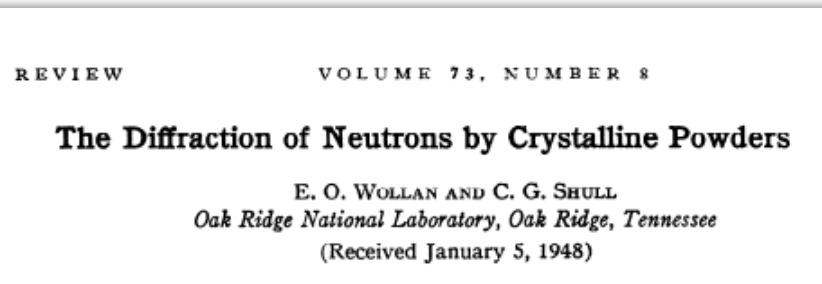 REVIEW VOLUME 73, NUMBER 8
The Diffraction of Neutrons by Crystalline Powders
E. O. WOLLAN AND C. G. SHULL
Oak Ridge National Laboratory, Oak Ridge, Tennessee
(Received January 5, 1948)